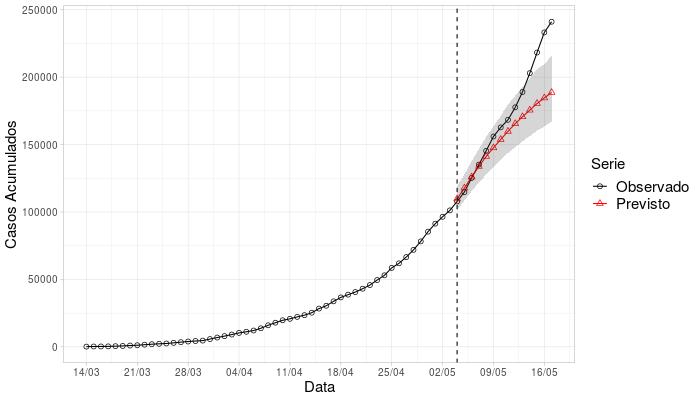 250000
200000
150000
100000
50000
0
Casos Acumulados
14/03 21/03 28/03 04/04 11/04 18/04 25/04 02/05 09/05 16/05
Data
Serie
Observado
Previsto